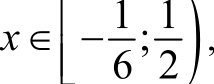 x ∈ [ -1/6 ; 1/2 ) ,